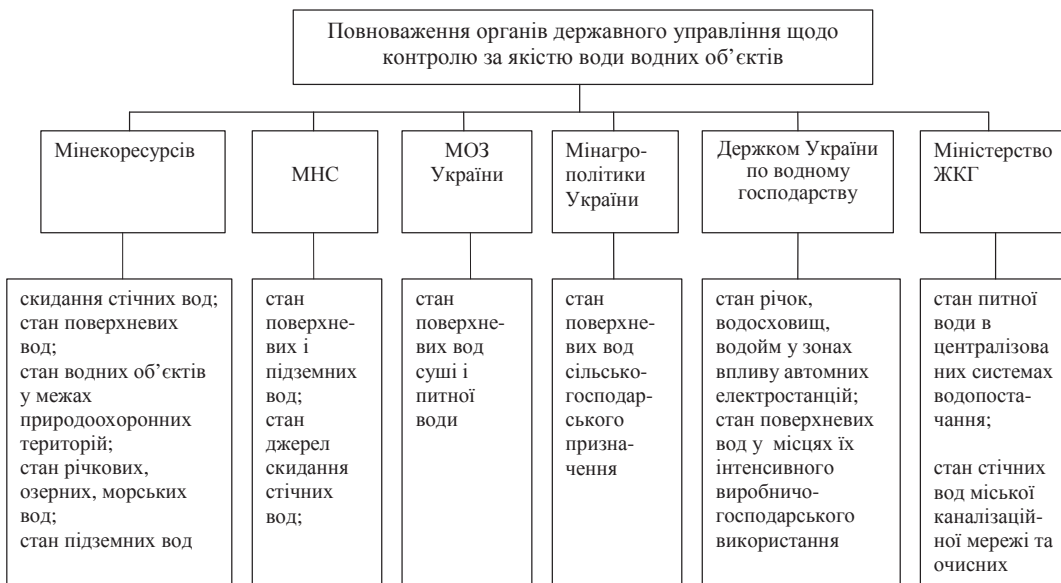 Повноваження органів державного управління щодо
контролю за якістю води водних об’єктів
Мінекоресурсів
МНС
МОЗ
України
Мінагро-
політики
України
Держком України
по водному
господарству
Міністерство
ЖКГ
скидання стічних вод;
стан поверхневих
вод;
стан водних об’єктів
у межах
природоохоронних
територій;
стан річкових,
озерних, морських
вод;
стан підземних вод
стан
поверхне-
вих і
підземних
вод;
стан
джерел
скидання
стічних
вод;
стан
поверхне-
вих вод
суші і
питної
води
стан
поверхне-
вих вод
сільсько-
господар-
ського
призна-
чення
стан річок,
водосховищ,
водойм у зонах
впливу автомних
електростанцій;
стан поверхневих
вод у місцях їх
інтенсивного
виробничо-
господарського
використання
стан питної
води в
централізова
них системах
водопоста-
чання;
стан стічних
вод міської
каналізацій-
ної мережі та
очисних